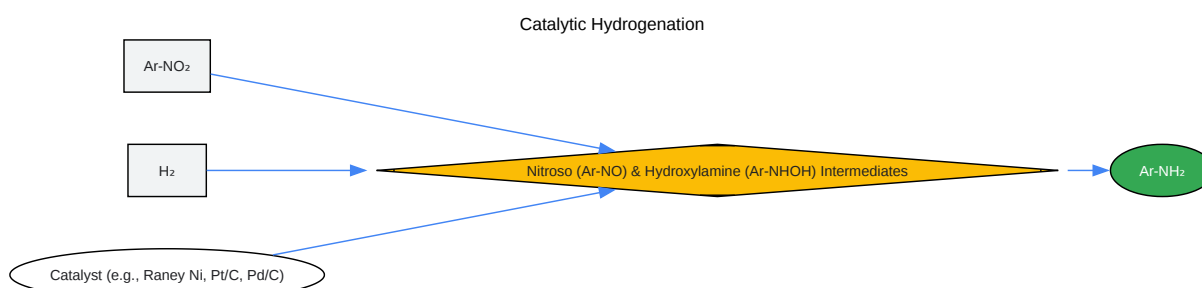 Catalytic Hydrogenation
Ar-NO₂
H₂
Nitroso (Ar-NO) & Hydroxylamine (Ar-NHOH) Intermediates
Ar-NH₂
Catalyst (e.g., Raney Ni, Pt/C, Pd/C)